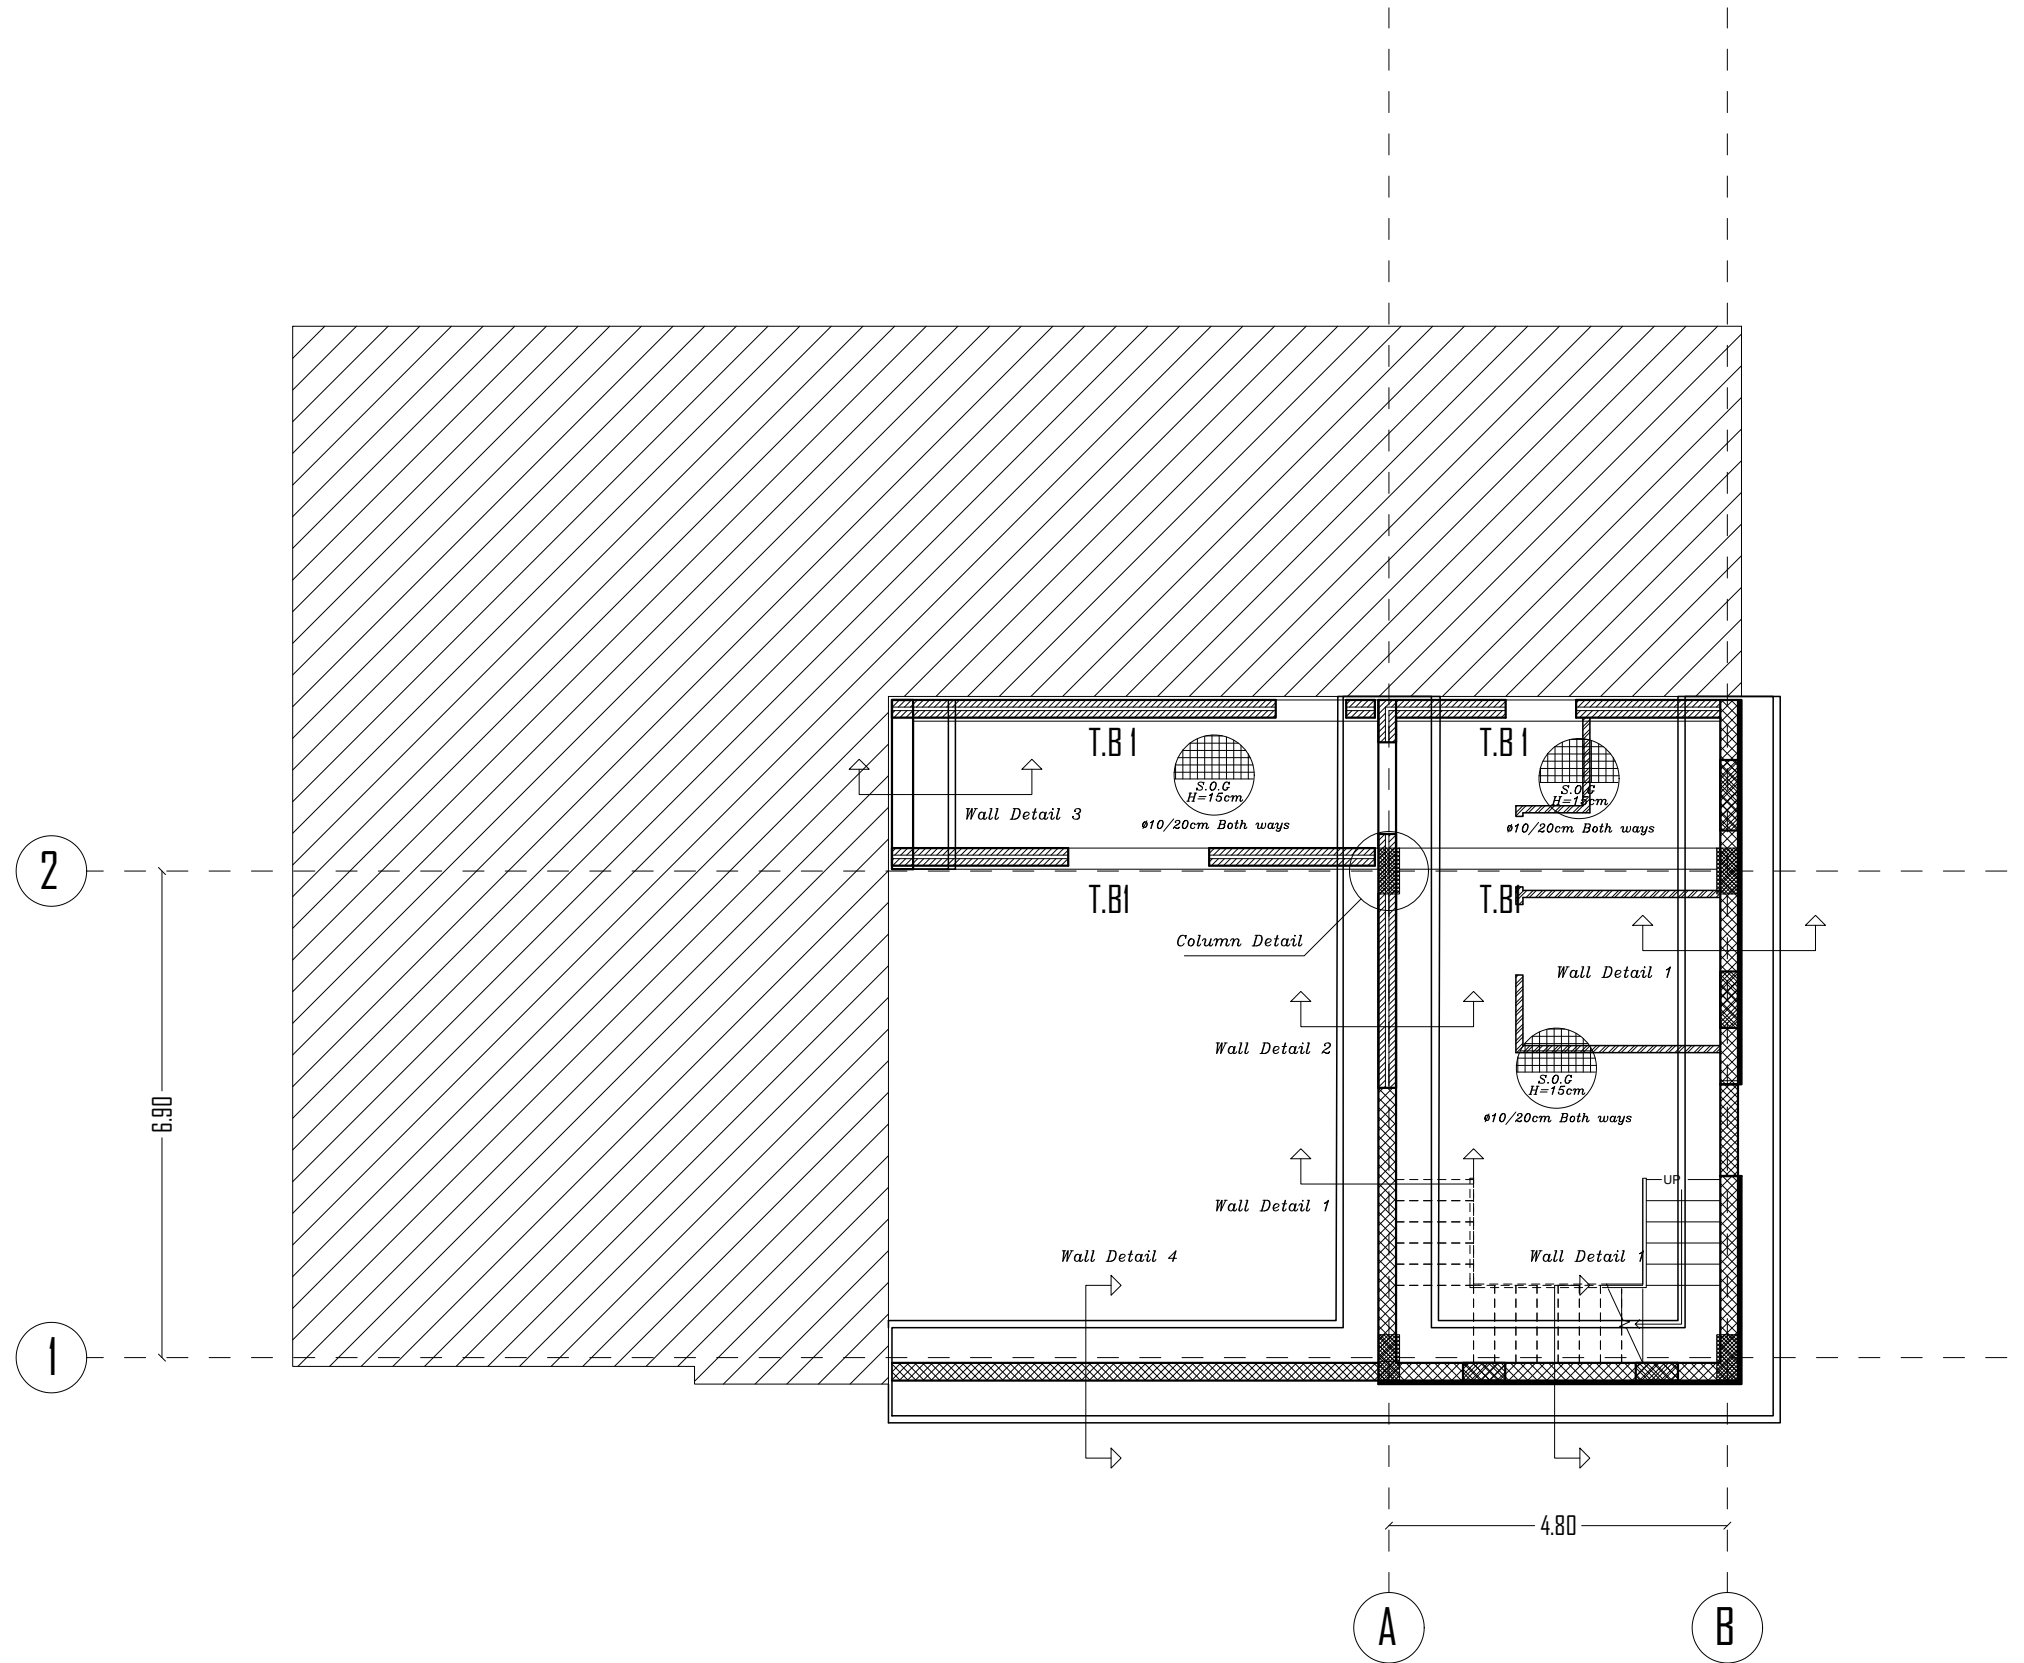 T.B 1
T.B 1
S.O.G
H=15cm
ø10/20cm Both ways
S.O.G
H=15cm
ø10/20cm Both ways
Wall Detail 3
2
T.B1
T.B1
Column Detail
Wall Detail 1
Wall Detail 2
S.O.G
H=15cm
ø10/20cm Both ways
6.90
UP
Wall Detail 1
Wall Detail 4
Wall Detail 1
1
4.80
A
B